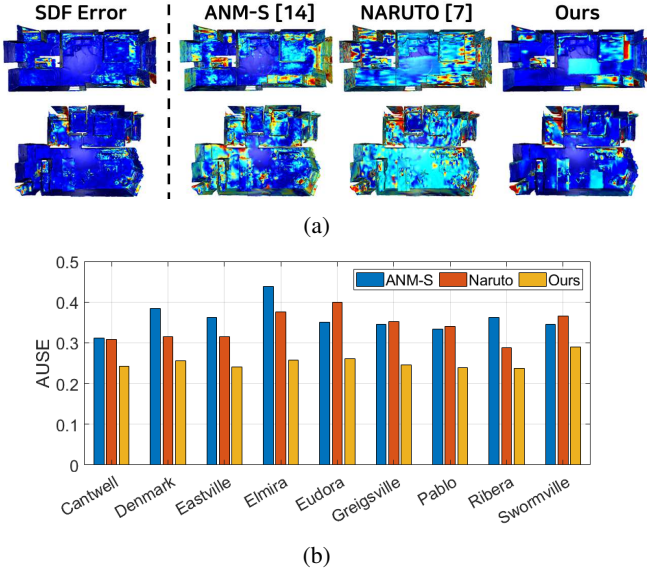 SDF Error ANM-S [14] NARUTO [7] Ours
(a)
ANM-S Naruto Ours
0.5
0.4
0.3
0.2
0.1
0
AUSE
Cantwell Denmark Eastville Elmira Eudora Greigsville Pablo Ribera Swormville
(b)